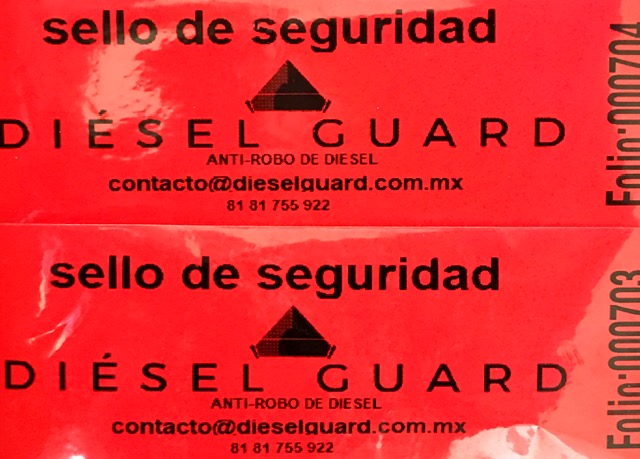 sello de seguridad
DIÉSEL GUARD
ANTI-ROBO DE DIESEL
contacto@dieselguard.com.mx
81 81 755 922
Folio:000704
sello de seguridad
DIÉSEL GUARD
ANTI-ROBO DE DIESEL
contacto@dieselguard.com.mx
81 81 755 922
Folio:000703